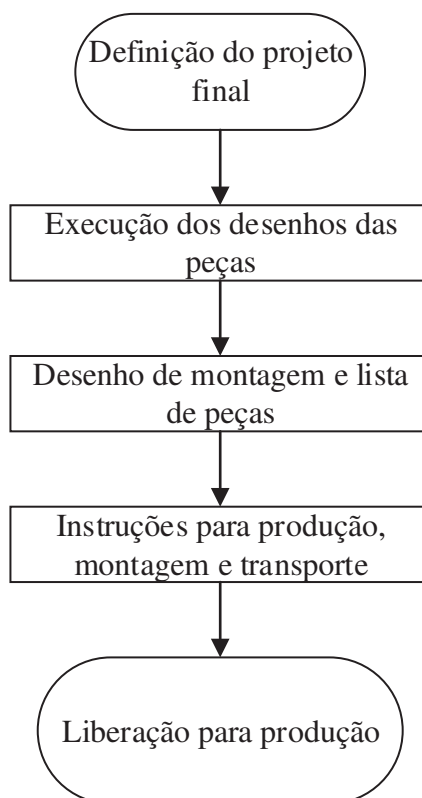 Definição do projeto
final
Execução dos desenhos das
peças
Desenho de montagem e lista
de peças
Instruções para produção,
montagem e transporte
Liberação para produção